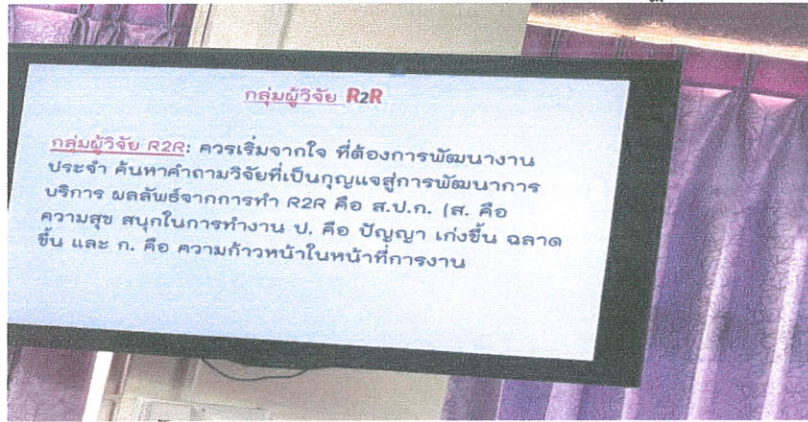 กลุ่มผู้วิจัย R2R
กลุ่มผู้วิจัย R2R: ควรเริ่มจากใจ ที่ต้องการพัฒนางาน
ประจำ ค้นหาคำถามวิจัยที่เป็นกุญแจสู่การพัฒนาการ
บริการ ผลลัพธ์จากการทำ R2R คือ ส.ป.ก. (ส. คือ
ความสุข สนุกในการทำงาน ป. คือ ปัญญา เก่งขึ้น ฉลาด
ขึ้น และ ก. คือ ความก้าวหน้าในหน้าที่การงาน